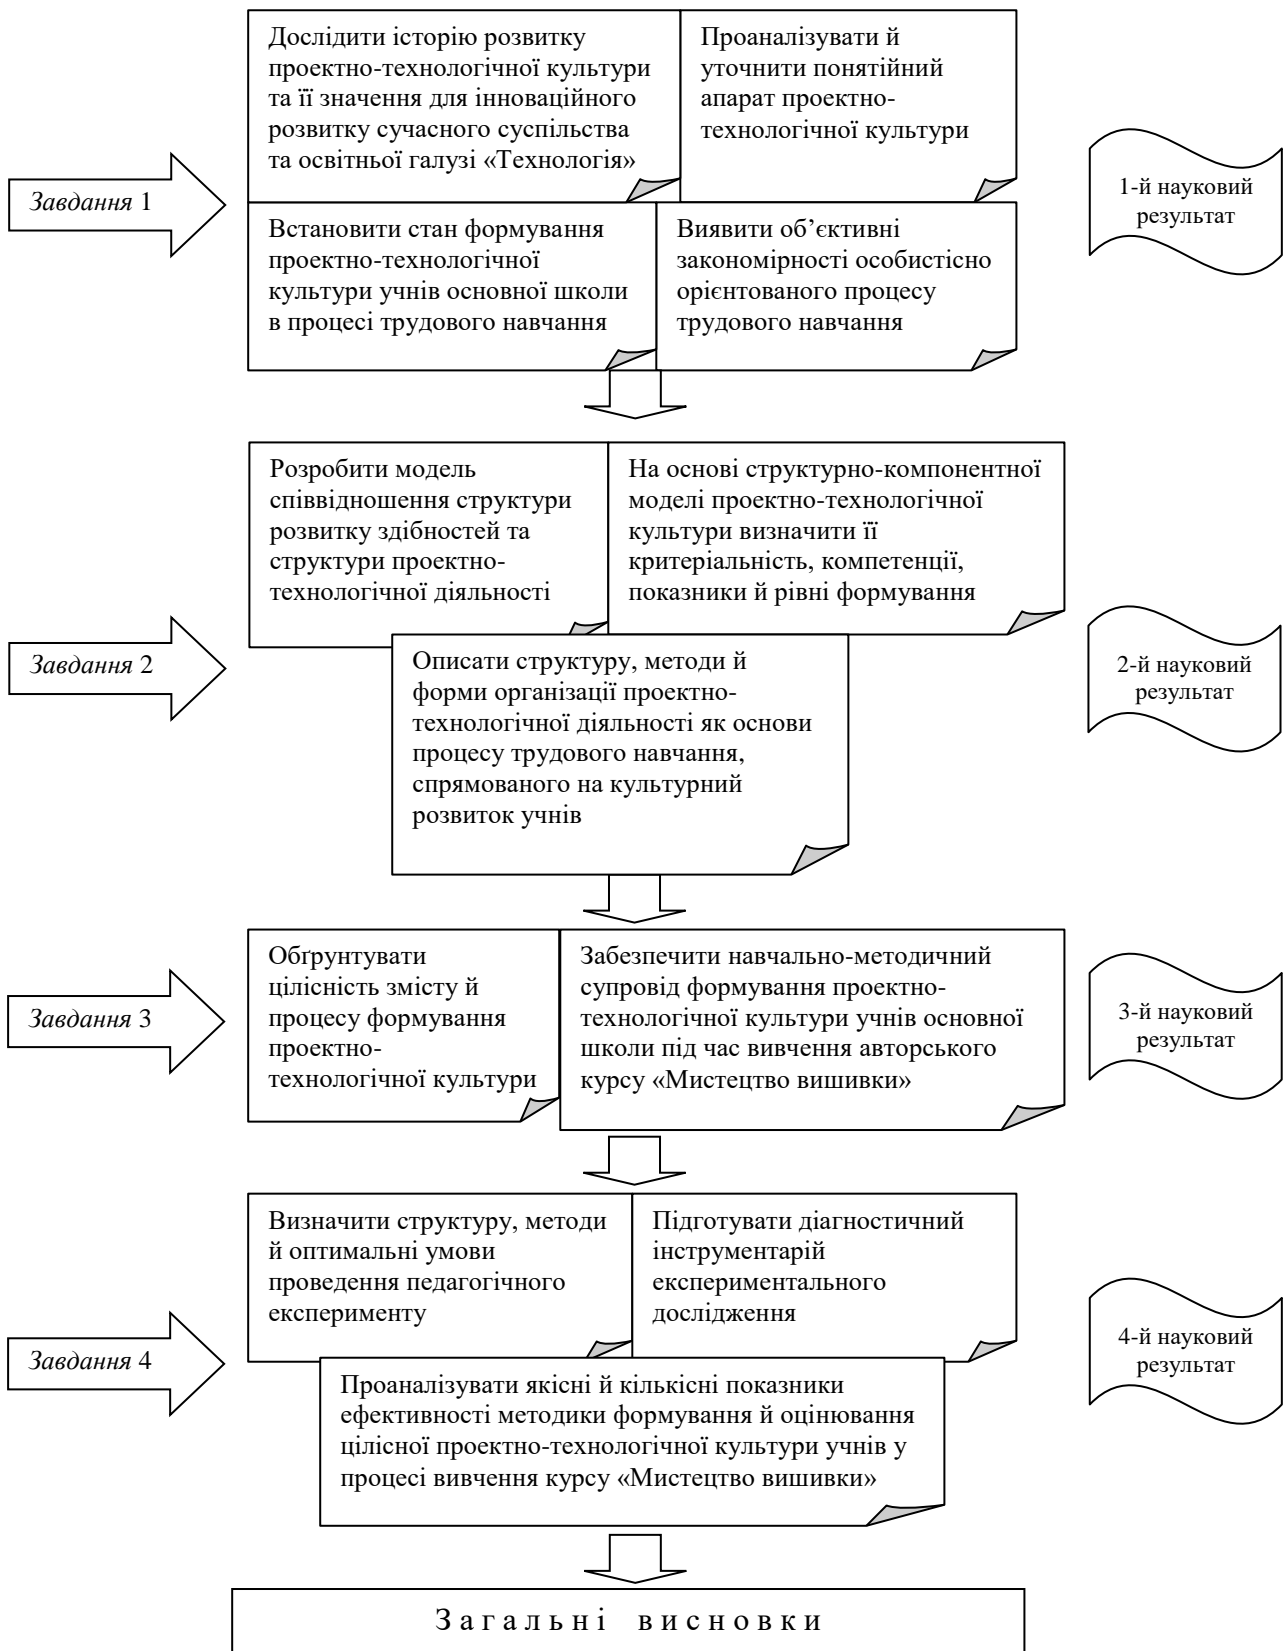 Дослідити історію розвитку
проектно-технологічної культури
та її значення для інноваційного
розвитку сучасного суспільства
та освітньої галузі «Технологія»
Проаналізувати й
уточнити понятійний
апарат проектно-
технологічної культури
Завдання 1
1-й науковий
результат
Встановити стан формування
проектно-технологічної
культури учнів основної школи
в процесі трудового навчання
Виявити об’єктивні
закономірності особистісно
орієнтованого процесу
трудового навчання
Розробити модель
співвідношення структури
розвитку здібностей та
структури проектно-
технологічної діяльності
На основі структурно-компонентної
моделі проектно-технологічної
культури визначити її
критеріальність, компетенції,
показники й рівні формування
Завдання 2
2-й науковий
результат
Описати структуру, методи й
форми організації проектно-
технологічної діяльності як основи
процесу трудового навчання,
спрямованого на культурний
розвиток учнів
Обґрунтувати
цілісність змісту й
процесу формування
проектно-
технологічної культури
Забезпечити навчально-методичний
супровід формування проектно-
технологічної культури учнів основної
школи під час вивчення авторського
курсу «Мистецтво вишивки»
Завдання 3
3-й науковий
результат
Визначити структуру, методи
й оптимальні умови
проведення педагогічного
експерименту
Підготувати діагностичний
інструментарій
експериментального
дослідження
Завдання 4
4-й науковий
результат
Проаналізувати якісні й кількісні показники
ефективності методики формування й оцінювання
цілісної проектно-технологічної культури учнів у
процесі вивчення курсу «Мистецтво вишивки»
Загальні висновки